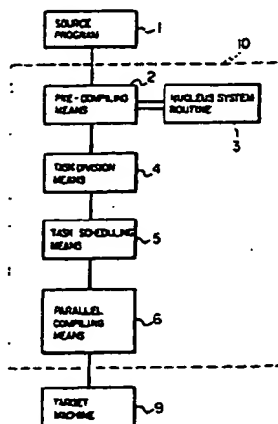 SOURCE
PROGRAM
1
10
2
PRE-COMPILING
MEANS
NUCLEUS SYSTEM
ROUTINE
3
TASK DIVISION
MEANS
4
TASK SCHEDULING
MEANS
5
PARALLEL
COMPILING
MEANS
6
TARGET
MACHINE
9